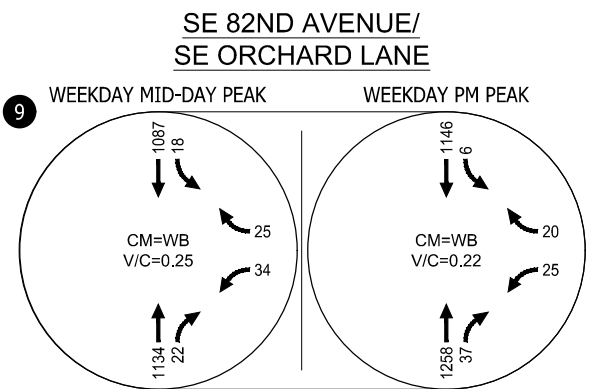 SE 82ND AVENUE/
SE ORCHARD LANE
WEEKDAY MID-DAY PEAK
WEEKDAY PM PEAK
9
1087
18
25
CM=WB
V/C=0.25
34
1134
22
1146
6
20
CM=WB
V/C=0.22
25
1258
37